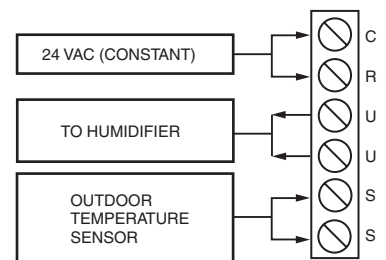 24 VAC (CONSTANT)
TO HUMIDIFIER
OUTDOOR
TEMPERATURE
SENSOR
C
R
U
U
S
S